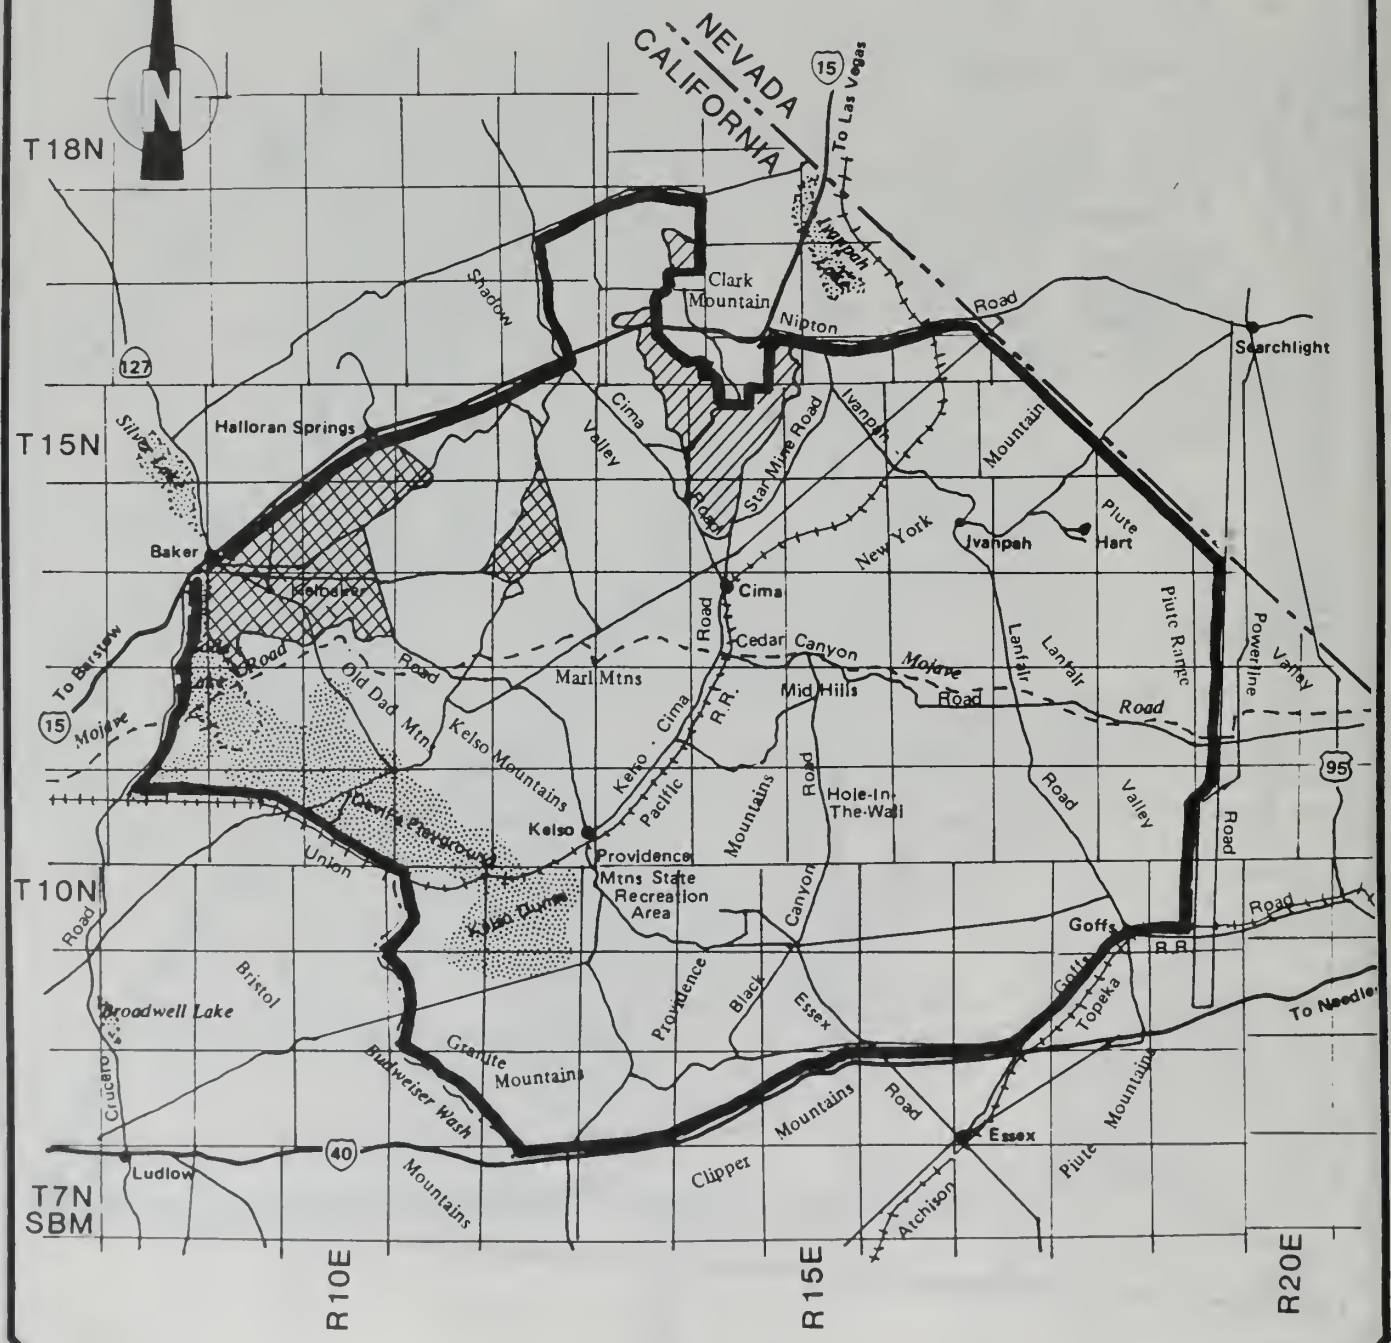 N
NEVADA
CALIFORNIA
15
To Las Vegas
T18N
Ivanpah
Lake
Shadow
Clark
Mountain
Nipton
Road
Searchlight
127
Halloran Springs
Cima
Valley
Road
Star Mine Road
Ivanpah
Mountain
T15N
Silver Lake
Baker
Kelbaker
New York
Ivanpah
Piute
Hart
Cima
Road
Cedar Canyon
Mojave
Road
Lanfair
Lanfair
Piute Range
Powerline
Valley
To Barstow
15
Mojave
Road
Road
Old Dad Mtn
Marl Mtns
Mid Hills
Road
95
Kelso Mountains
Kelso - Cima
R.R.
Pacific
Mountains
Road
Hole-In-
The-Wall
Road
Valley
Road
Devils Playground
Kelso
Union
Providence
Mtns State
Recreation
Area
Canyon
T10N
Road
Kelso Dunes
Goffs
R.R.
Road
Bristol
Providence
Black
Essex
Goffs
Topeka
To Needles
Broadwell Lake
Granite
Mountains
Budweiser Wash
Crucero
Mountains
Road
Mountains
Essex
Piute
40
Ludlow
Mountains
Clipper
Atchison
T7N
SBM
R10E
R15E
R20E